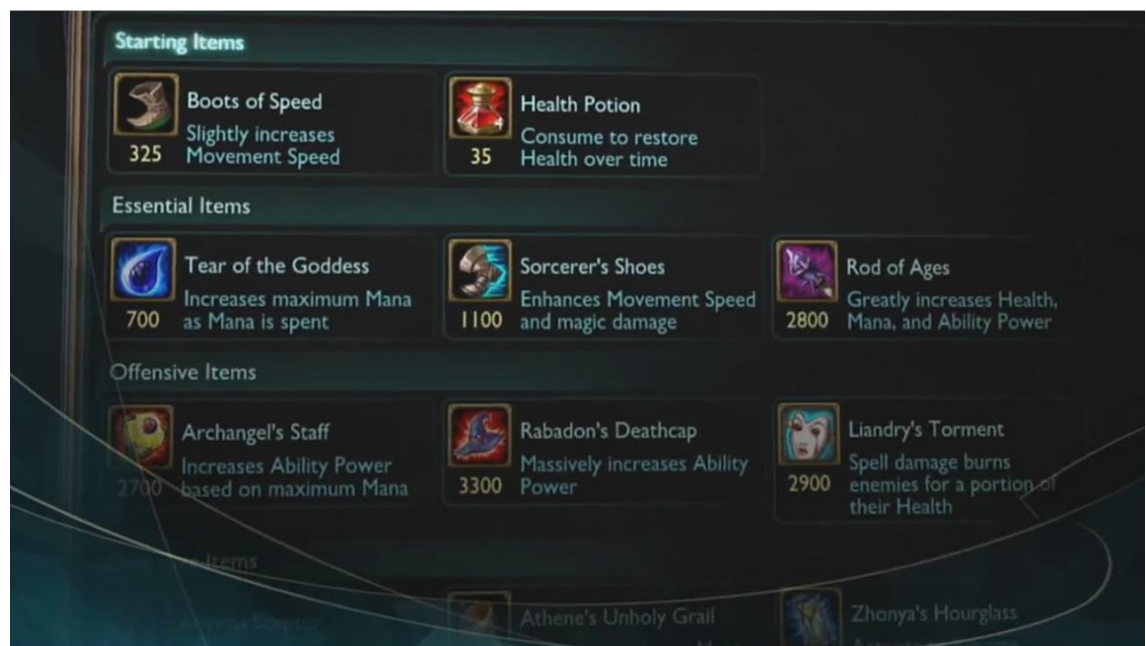 Starting Items
Boots of Speed
Slightly increases
Movement Speed
325
Health Potion
Consume to restore
Health over time
4
35
Essential Items
Tear of the Goddess
Increases maximum Mana
as Mana is spent
700
Sorcerer's Shoes
Enhances Movement Speed
and magic damage
1100
Rod of Ages
Greatly increases Health,
Mana, and Ability Power
2800
Offensive Items
Archangel's Staff
Increases Ability Power
based on maximum Mana
2700
Rabadon's Deathcap
Massively increases Ability
Power
3300
Liandry's Torment
Spell damage burns
enemies for a portion of
their Health
2900
Items
Athene's Unholy Grail
Zhonya's Hourglass